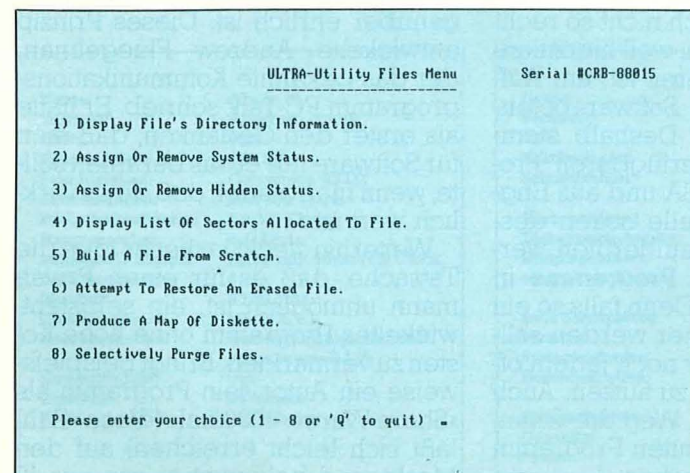 ULTRA-Utility Files Menu Serial #CRB-88015
1) Display File's Directory Information.
2) Assign Or Remove System Status.
3) Assign Or Remove Hidden Status.
4) Display List Of Sectors Allocated To File.
5) Build A File From Scratch.
6) Attempt To Restore An Erased File.
7) Produce A Map Of Diskette.
8) Selectively Purge Files.
Please enter your choice (1 - 8 or 'Q' to quit)